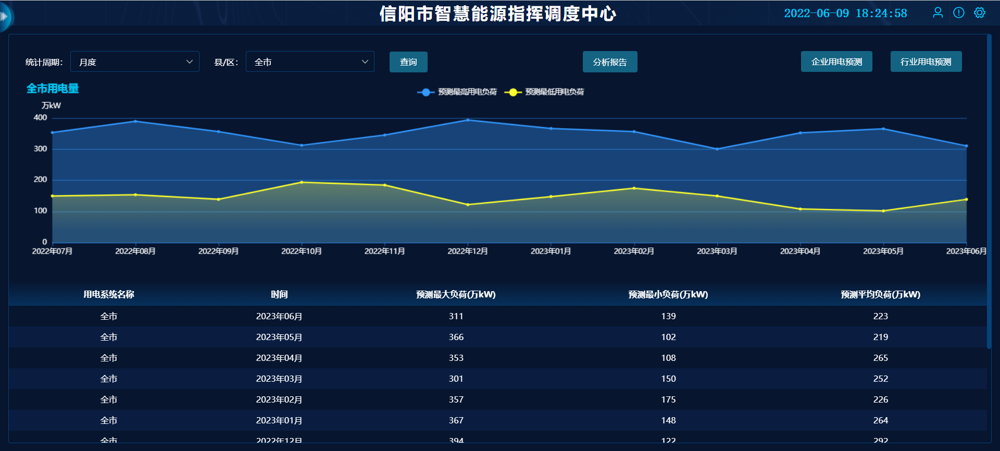 信阳市智慧能源指挥调度中心
2022-06-09 18:24:58
统计周期： 月度 县/区： 全市 查询 分析报告 企业用电预测 行业用电预测
全市用电量
预测最高用电负荷 预测最低用电负荷
万kW
400
300
200
100
0
2022年07月 2022年08月 2022年09月 2022年10月 2022年11月 2022年12月 2023年01月 2023年02月 2023年03月 2023年04月 2023年05月 2023年06月
用电系统名称 时间 预测最大负荷(万kW) 预测最小负荷(万kW) 预测平均负荷(万kW)
全市 2023年06月 311 139 223
全市 2023年05月 366 102 219
全市 2023年04月 353 108 265
全市 2023年03月 301 150 252
全市 2023年02月 357 175 226
全市 2023年01月 367 148 264
全市 2022年12月 394 122 292